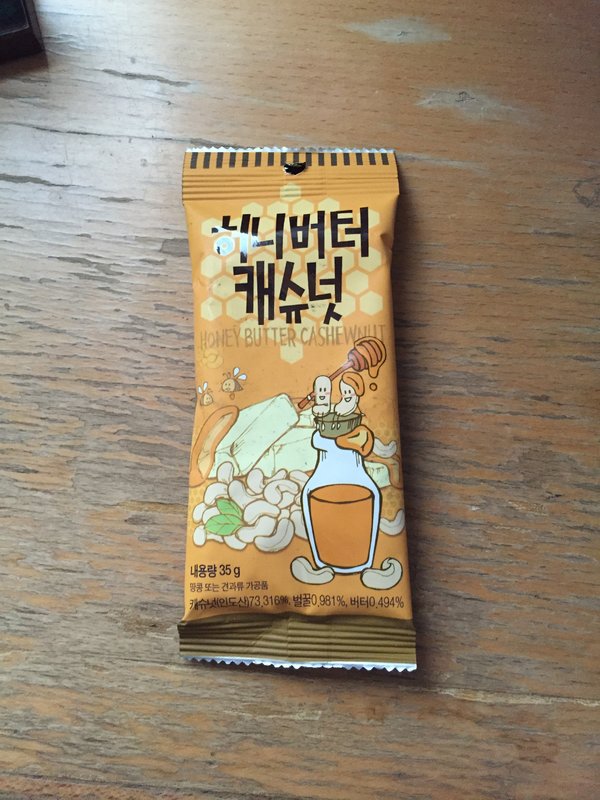 허니버터
캐슈넛
HONEY BUTTER CASHEWNUT
내용량 35 g
땅콩 또는 견과류 가공품
캐슈넛(인도산)73.316%, 벌꿀0.981%, 버터0.494%